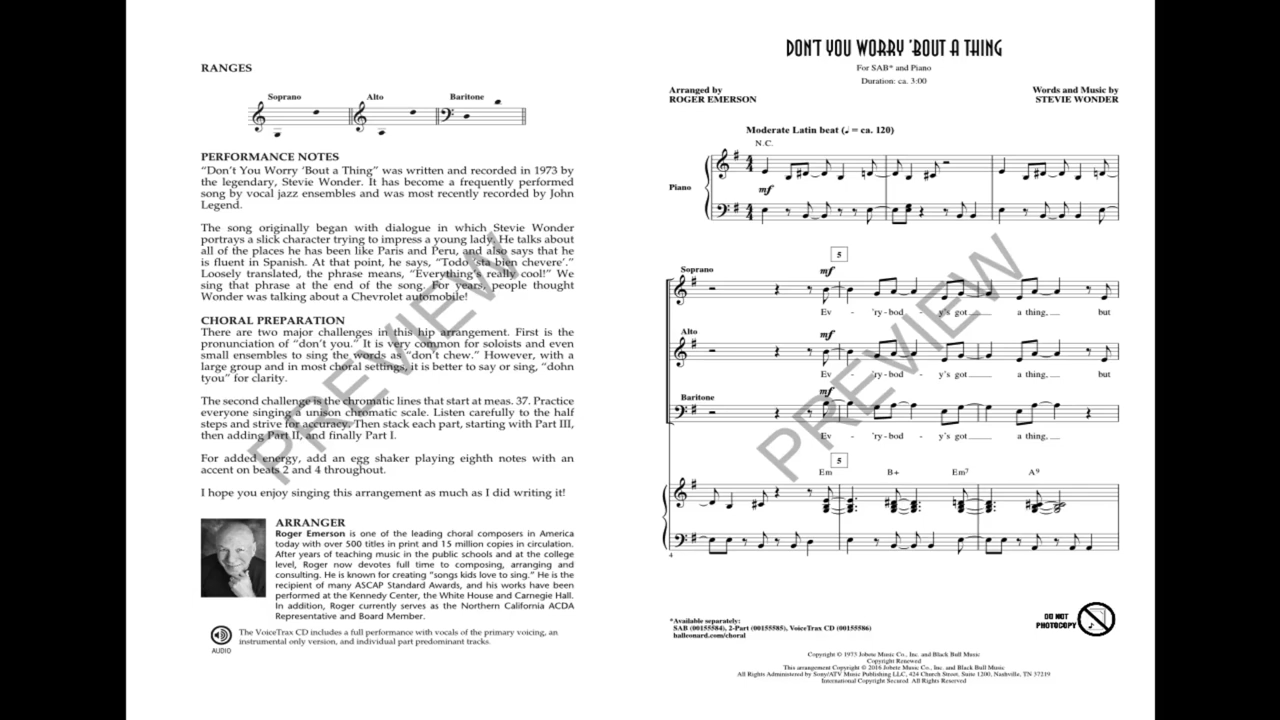 RANGES
Soprano
Alto
Baritone
PERFORMANCE NOTES
“Don’t You Worry ‘Bout a Thing” was written and recorded in 1973 by
the legendary, Stevie Wonder. It has become a frequently performed
song by vocal jazz ensembles and was most recently recorded by John
Legend.
The song originally began with dialogue in which Stevie Wonder
portrays a slick character trying to impress a young lady. He talks about
all of the places he has been like Paris and Peru, and also says that he
is fluent in Spanish. At that point, he says, “Todo ‘sta bien chevere’.”
Loosely translated, the phrase means, “Everything’s really cool!” We
sing that phrase at the end of the song. For years, people thought
Wonder was talking about a Chevrolet automobile!
CHORAL PREPARATION
There are two major challenges in this hip arrangement. First is the
pronunciation of “don’t you.” It is very common for soloists and even
small ensembles to sing the words as “don’t chew.” However, with a
large group and in most choral settings, it is better to say or sing, “dohn
tyou” for clarity.
The second challenge is the chromatic lines that start at meas. 37. Practice
everyone singing a unison chromatic scale. Listen carefully to the half
steps and strive for accuracy. Then stack each part, starting with Part III,
then adding Part II, and finally Part I.
For added energy, add an egg shaker playing eighth notes with an
accent on beats 2 and 4 throughout.
I hope you enjoy singing this arrangement as much as I did writing it!
ARRANGER
Roger Emerson is one of the leading choral composers in America
today with over 500 titles in print and 15 million copies in circulation.
After years of teaching music in the public schools and at the college
level, Roger now devotes full time to composing, arranging and
consulting. He is known for creating “songs kids love to sing.” He is the
recipient of many ASCAP Standard Awards, and his works have been
performed at the Kennedy Center, the White House and Carnegie Hall.
In addition, Roger currently serves as the Northern California ACDA
Representative and Board Member.
The VoiceTrax CD includes a full performance with vocals of the primary voicing, an
instrumental only version, and individual part predominant tracks.
AUDIO
PREVIEW
DON'T YOU WORRY 'BOUT A THING
For SAB* and Piano
Duration: ca. 3:00
Arranged by
ROGER EMERSON
Words and Music by
STEVIE WONDER
Moderate Latin beat (♩ = ca. 120)
N.C.
Piano
mf
5
Soprano
mf
Ev - 'ry-bod - y's got a thing, but
Alto
mf
Ev - 'ry-bod - y's got a thing, but
Baritone
mf
Ev - 'ry-bod - y's got a thing,
5
Em B+ Em7 A9
4
PREVIEW
*Available separately:
SAB (00155584), 2-Part (00155585), VoiceTrax CD (00155586)
halleonard.com/choral
DO NOT
PHOTOCOPY
Copyright © 1973 Jobete Music Co., Inc. and Black Bull Music
Copyright Renewed
This arrangement Copyright © 2016 Jobete Music Co., Inc. and Black Bull Music
All Rights Administered by Sony/ATV Music Publishing LLC, 424 Church Street, Suite 1200, Nashville, TN 37219
International Copyright Secured All Rights Reserved